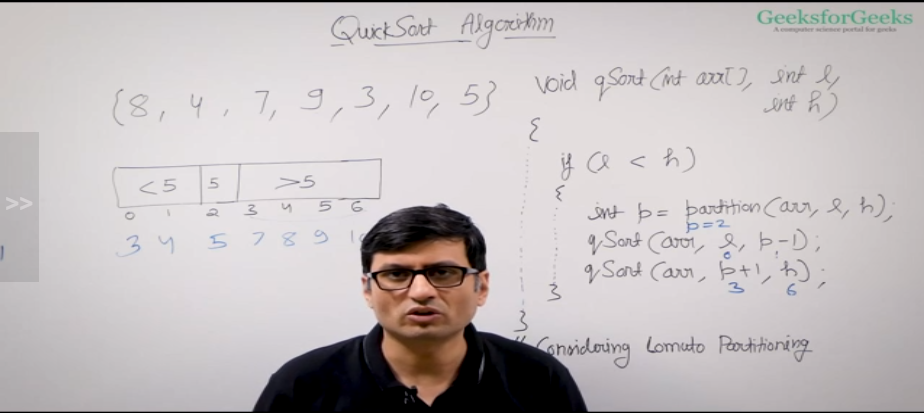 QuickSort Algorithm
GeeksforGeeks
A computer science portal for geeks
{8, 4, 7, 9, 3, 10, 5}
<5 5 >5
0 1 2 3 4 5 6
3 4 5 7 8 9
void qSort(int arr[], int l,
int h)
{
if (l < h)
{
int p = partition(arr, l, h);
p=2
qSort(arr, l, p-1);
0 1
qSort(arr, p+1, h);
3 6
}
}
// Considering Lomuto Partitioning
>>